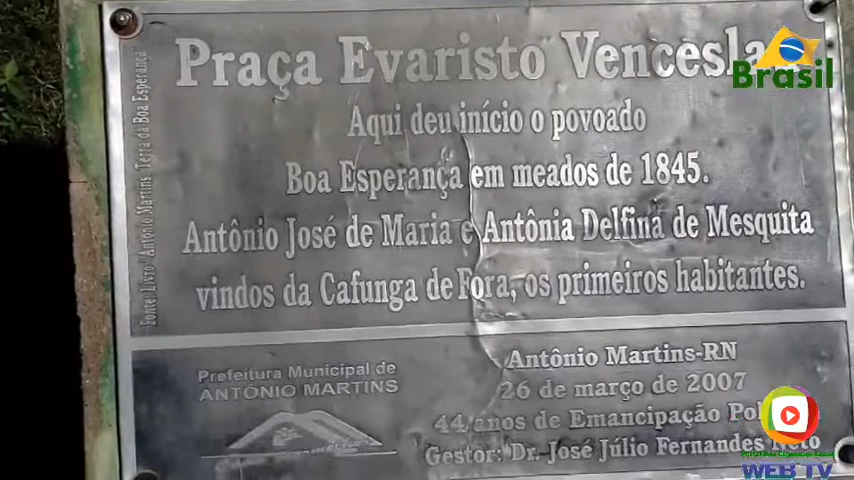 Praça Evaristo Vencesla
Brasil
Aqui deu início o povoado
Boa Esperança em meados de 1845.
Antônio José de Maria e Antônia Delfina de Mesquita
vindos da Cafunga de Fora, os primeiros habitantes.
Fonte: Livro "Antônio Martins, Terra da Boa Esperança"
Prefeitura Municipal de
ANTÔNIO MARTINS
Antônio Martins-RN
26 de março de 2007
44 anos de Emancipação Pol
Gestor: Dr. José Júlio Fernandes Neto
WEB TV